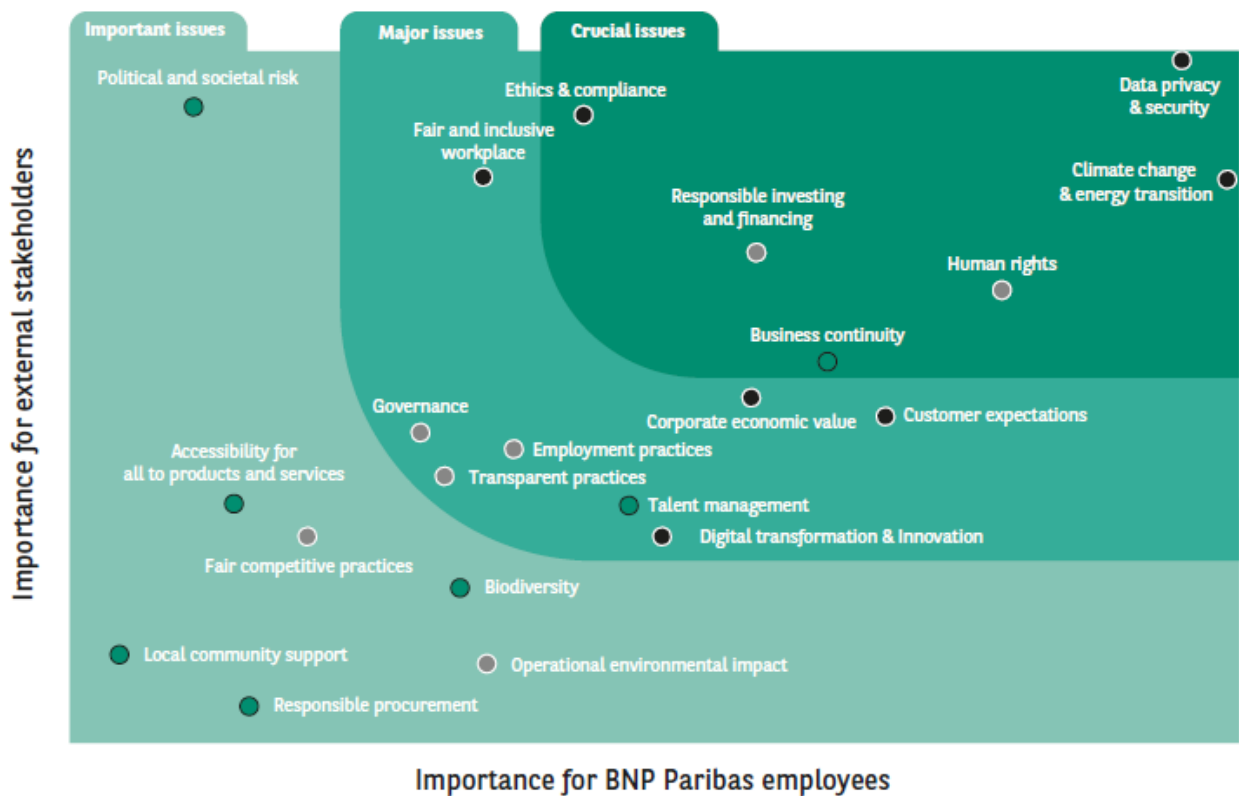 Important issues
Major issues
Crucial issues
Political and societal risk
Ethics & compliance
Data privacy
& security
Fair and inclusive
workplace
Climate change
& energy transition
Responsible investing
and financing
Human rights
Business continuity
Governance
Corporate economic value
Customer expectations
Employment practices
Accessibility for
all to products and services
Transparent practices
Talent management
Digital transformation & Innovation
Fair competitive practices
Biodiversity
Local community support
Operational environmental impact
Responsible procurement
Importance for external stakeholders
Importance for BNP Paribas employees